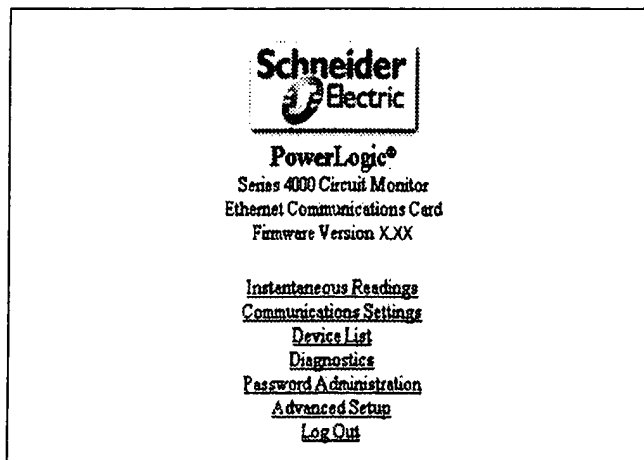 Schneider
Electric
PowerLogic®
Series 4000 Circuit Monitor
Ethernet Communications Card
Firmware Version X.XX
Instantaneous Readings
Communications Settings
Device List
Diagnostics
Password Administration
Advanced Setup
Log Out